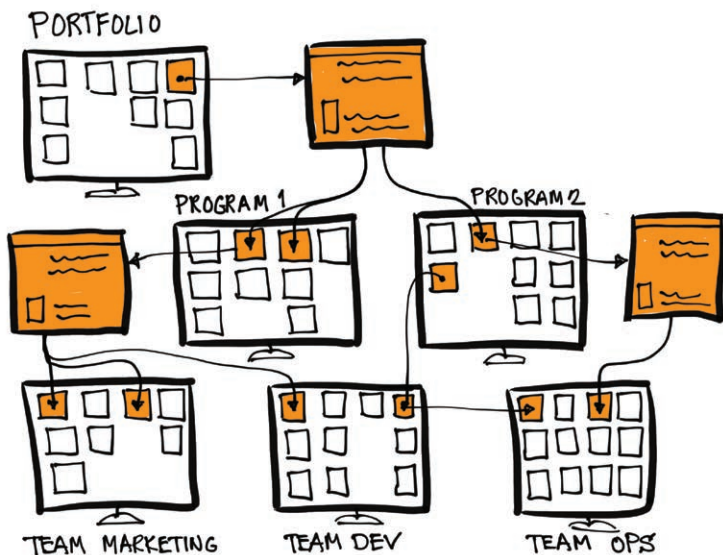 PORTFOLIO
PROGRAM 1
PROGRAM 2
TEAM MARKETING
TEAM DEV
TEAM OPS